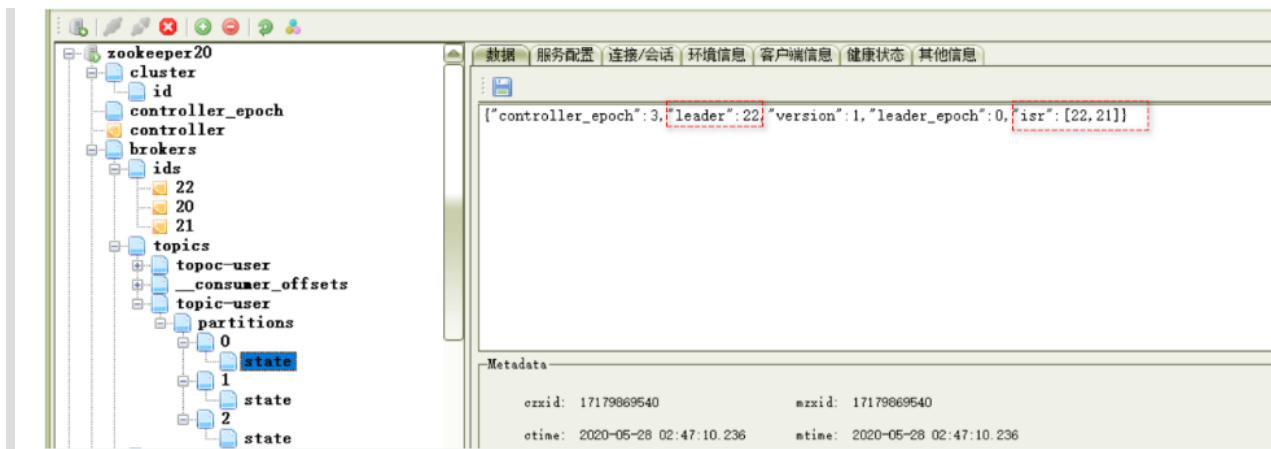 zookeeper20
cluster
id
controller_epoch
controller
brokers
ids
22
20
21
topics
topoc-user
__consumer_offsets
topic-user
partitions
0
state
1
state
2
state
数据 服务配置 连接/会话 环境信息 客户端信息 健康状态 其他信息
{"controller_epoch":3,"leader":22,"version":1,"leader_epoch":0,"isr":[22,21]}
Metadata
czxid: 17179869540 mzxid: 17179869540
ctime: 2020-05-28 02:47:10.236 mtime: 2020-05-28 02:47:10.236